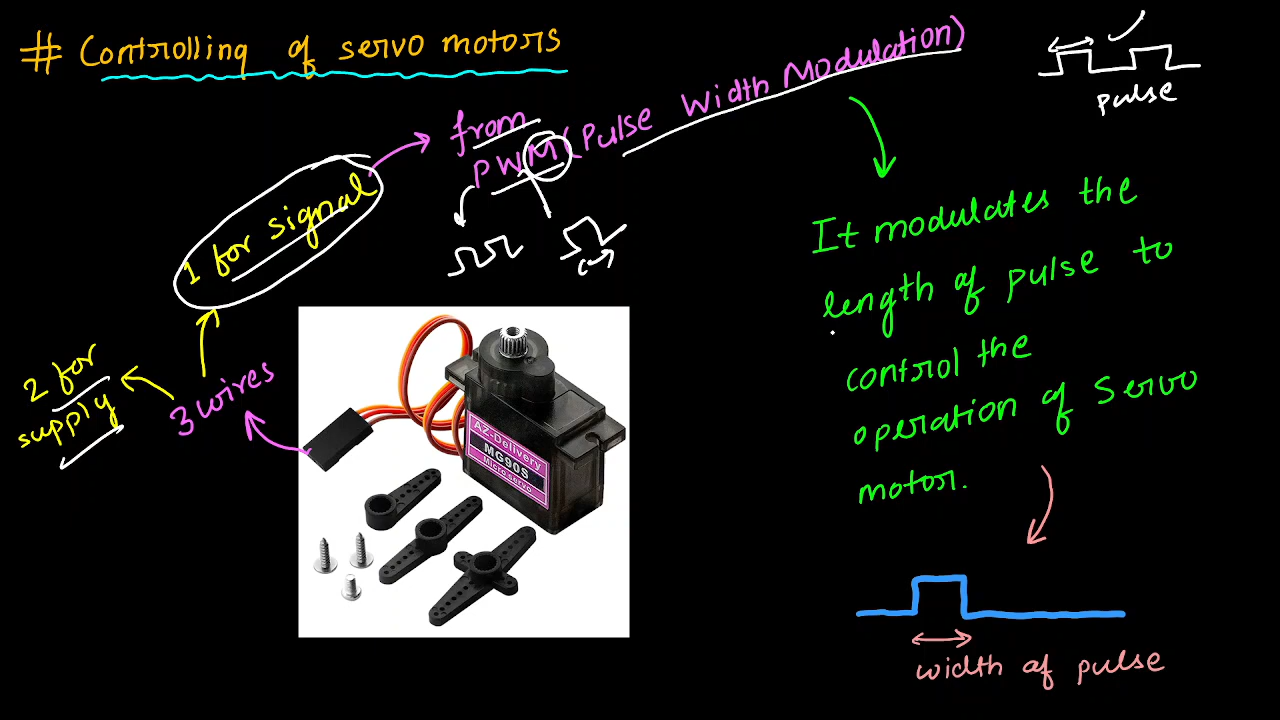 # Controlling of servo motors
pulse
from
PWM (Pulse Width Modulation)
1 for signal
It modulates the
length of pulse to
control the
operation of Servo
motor.
2 for
supply
3 wires
AZ-Delivery
MG90S
Micro servo
width of pulse